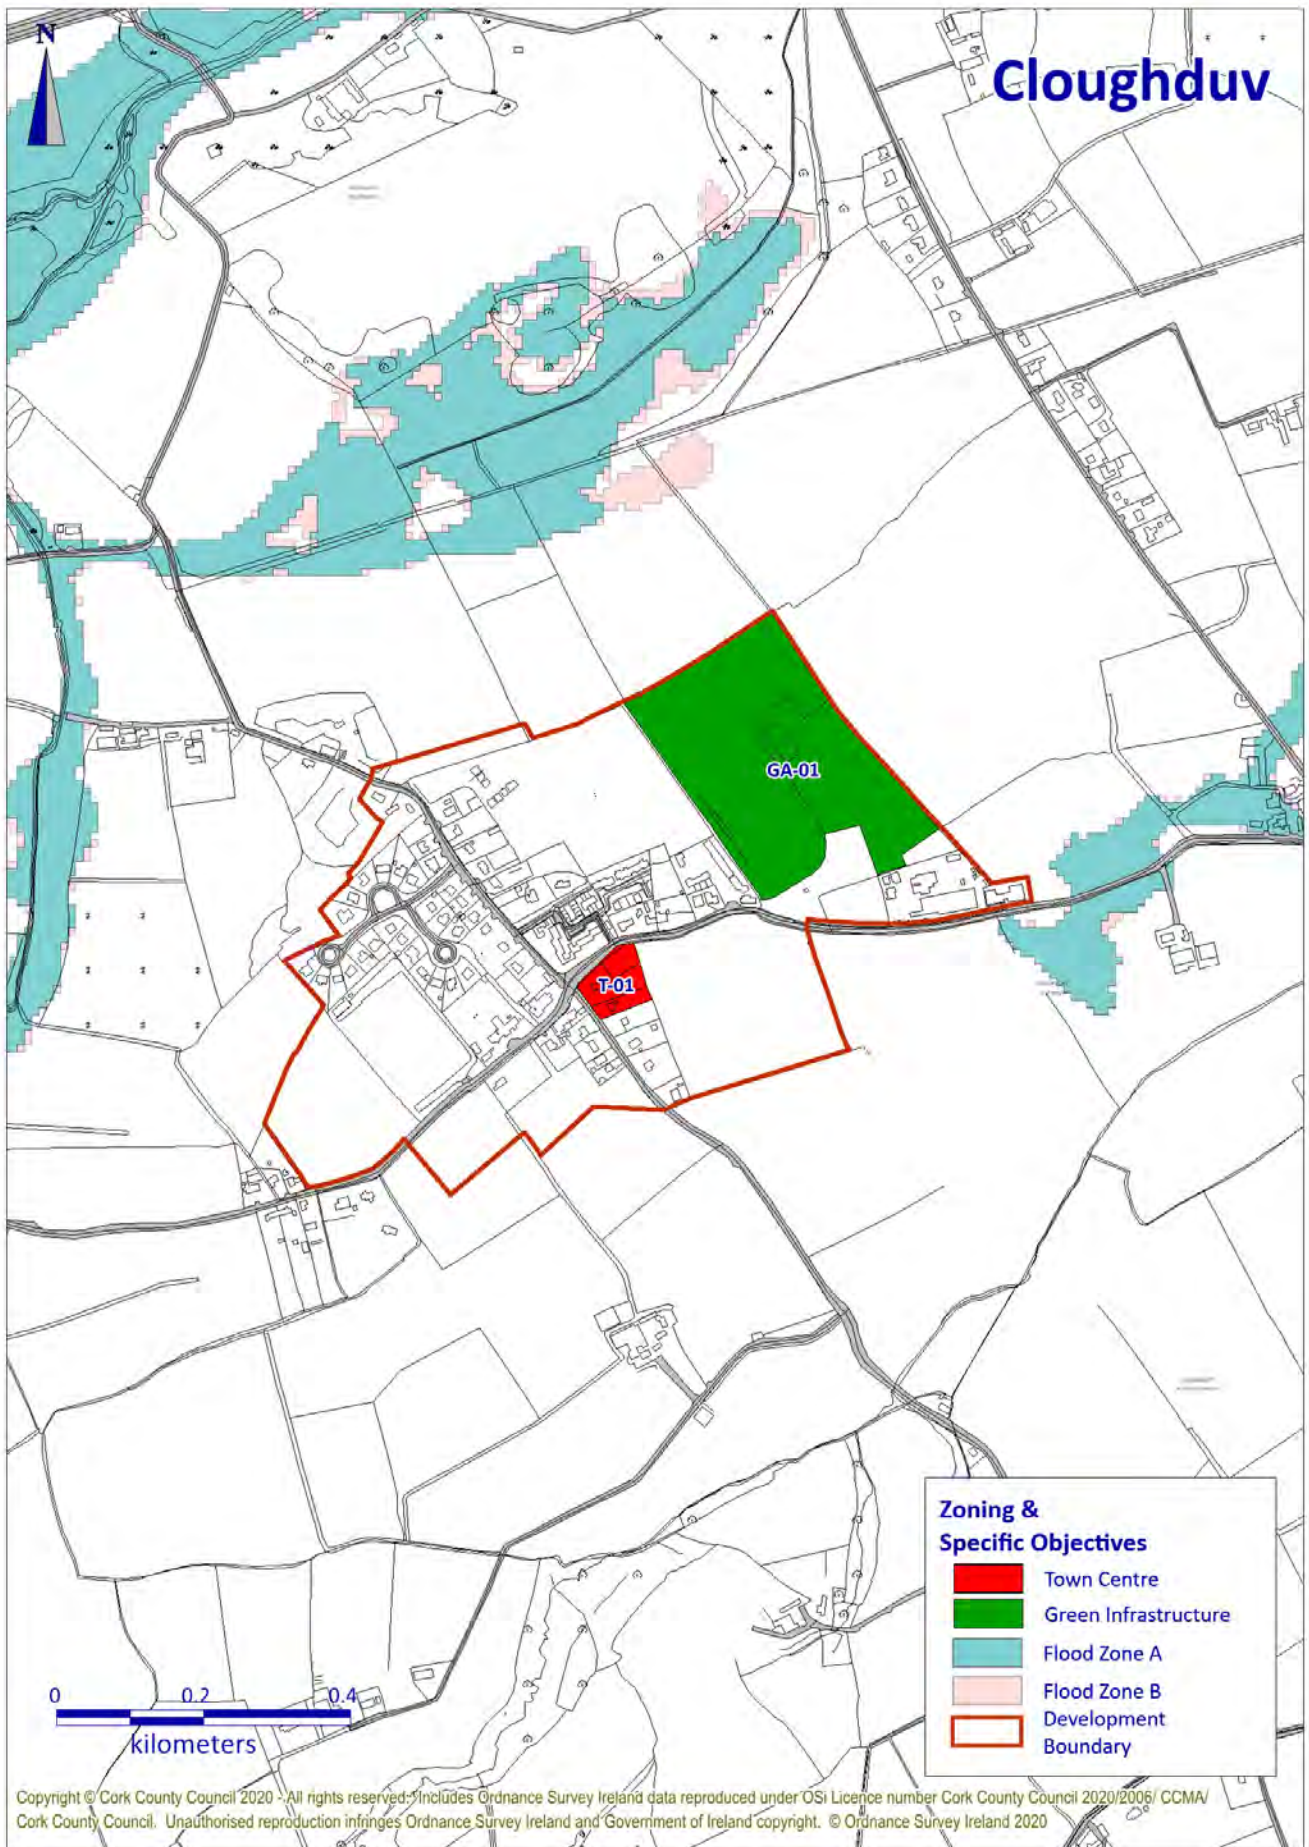 N
Cloughduv
GA-01
T-01
Zoning &
Specific Objectives
Town Centre
Green Infrastructure
Flood Zone A
Flood Zone B
Development
Boundary
0 0.2 0.4
kilometers
Copyright © Cork County Council 2020 - All rights reserved. Includes Ordnance Survey Ireland data reproduced under OSi Licence number Cork County Council 2020/2006/ CCMA/
Cork County Council. Unauthorised reproduction infringes Ordnance Survey Ireland and Government of Ireland copyright. © Ordnance Survey Ireland 2020